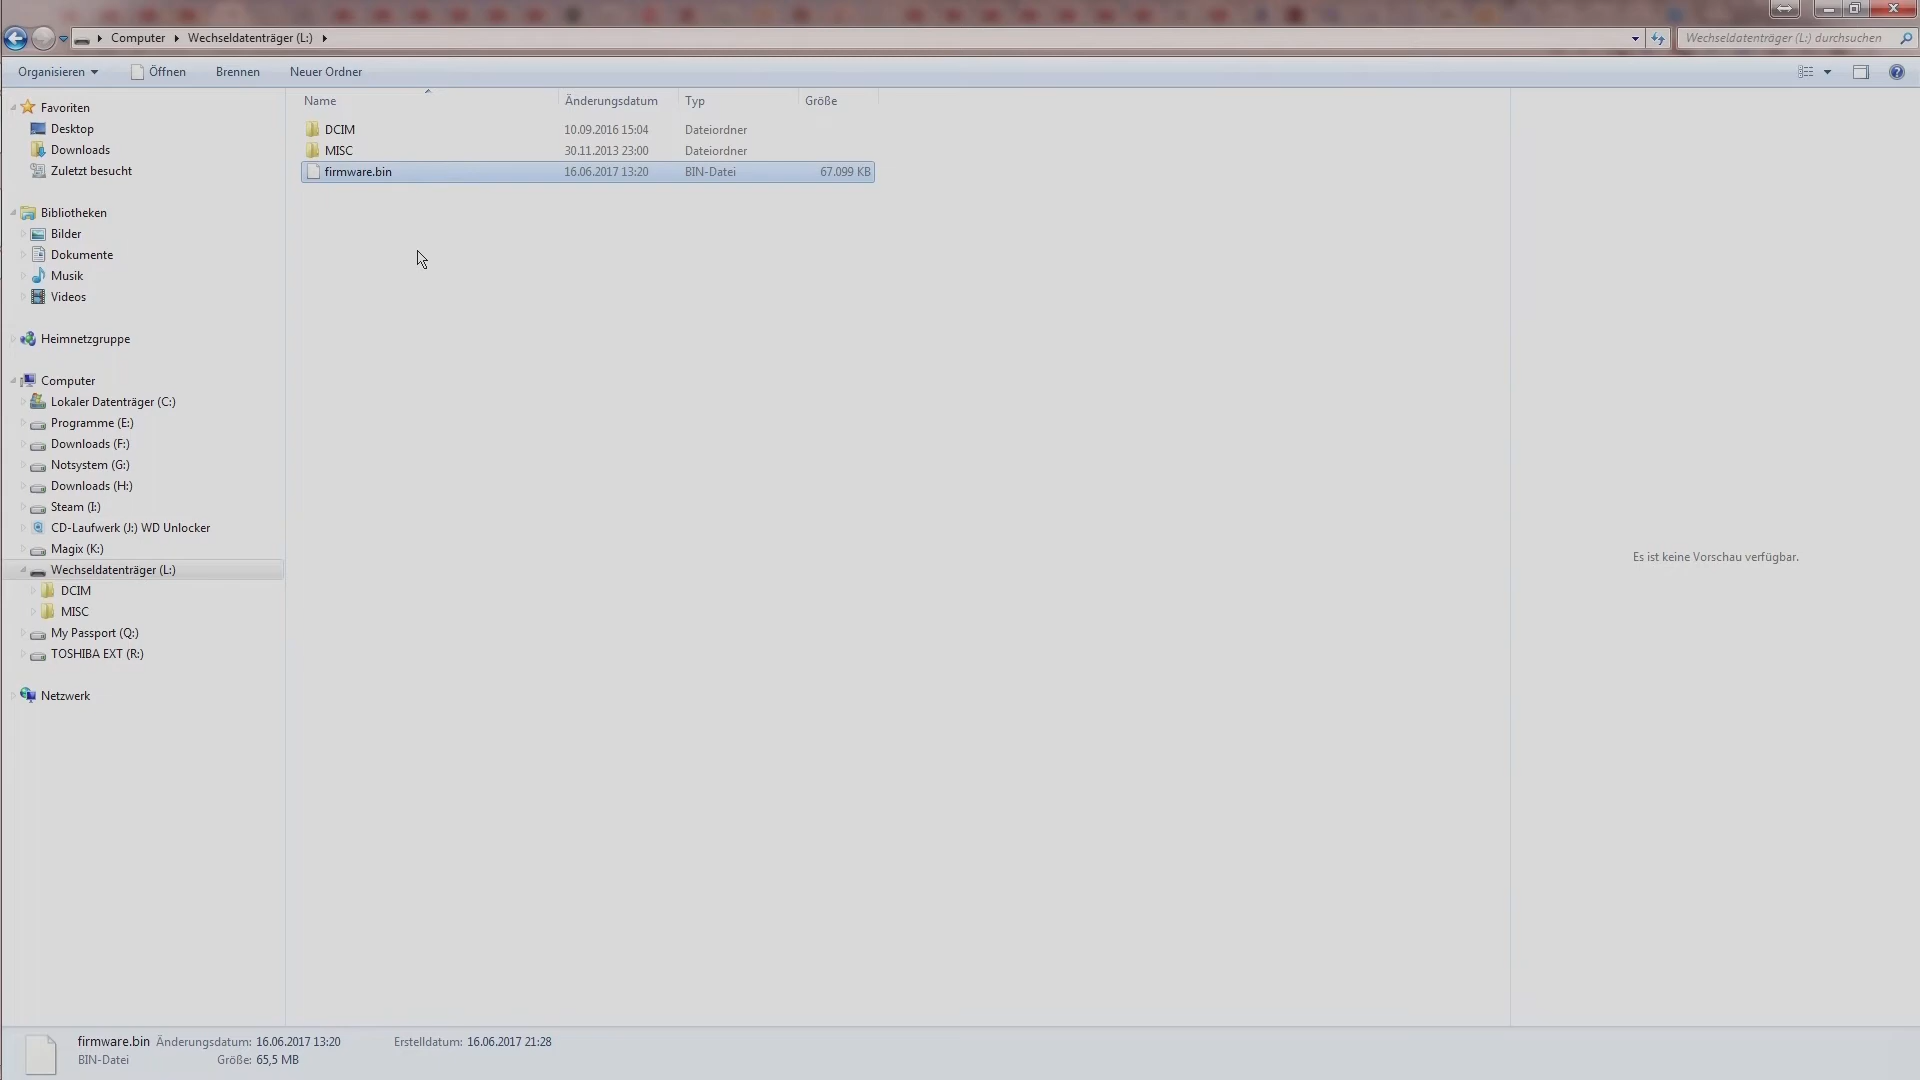 Computer Wechseldatenträger (L:)
Wechseldatenträger (L:) durchsuchen
Organisieren Öffnen Brennen Neuer Ordner
Name Änderungsdatum Typ Größe
DCIM 10.09.2016 15:04 Dateiordner
MISC 30.11.2013 23:00 Dateiordner
firmware.bin 16.06.2017 13:20 BIN-Datei 67.099 KB
Favoriten
Desktop
Downloads
Zuletzt besucht
Bibliotheken
Bilder
Dokumente
Musik
Videos
Heimnetzgruppe
Computer
Lokaler Datenträger (C:)
Programme (E:)
Downloads (F:)
Notsystem (G:)
Downloads (H:)
Steam (I:)
CD-Laufwerk (J:) WD Unlocker
Magix (K:)
Wechseldatenträger (L:)
DCIM
MISC
My Passport (Q:)
TOSHIBA EXT (R:)
Netzwerk
Es ist keine Vorschau verfügbar.
firmware.bin Änderungsdatum: 16.06.2017 13:20 Erstelldatum: 16.06.2017 21:28
BIN-Datei Größe: 65,5 MB